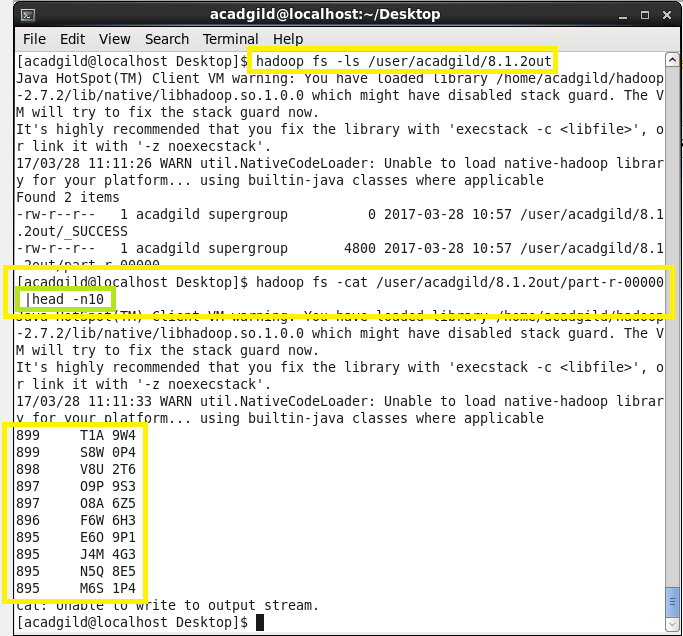 acadgild@localhost:~/Desktop
File Edit View Search Terminal Help
[acadgild@localhost Desktop]$ hadoop fs -ls /user/acadgild/8.1.2out
Java HotSpot(TM) Client VM warning: You have loaded library /home/acadgild/hadoop
-2.7.2/lib/native/libhadoop.so.1.0.0 which might have disabled stack guard. The V
M will try to fix the stack guard now.
It's highly recommended that you fix the library with 'execstack -c <libfile>', o
r link it with '-z noexecstack'.
17/03/28 11:11:26 WARN util.NativeCodeLoader: Unable to load native-hadoop librar
y for your platform... using builtin-java classes where applicable
Found 2 items
-rw-r--r--   1 acadgild supergroup          0 2017-03-28 10:57 /user/acadgild/8.1
.2out/_SUCCESS
-rw-r--r--   1 acadgild supergroup       4800 2017-03-28 10:57 /user/acadgild/8.1
.2out/part-r-00000
[acadgild@localhost Desktop]$ hadoop fs -cat /user/acadgild/8.1.2out/part-r-00000
 |head -n10
Java HotSpot(TM) Client VM warning: You have loaded library /home/acadgild/hadoop
-2.7.2/lib/native/libhadoop.so.1.0.0 which might have disabled stack guard. The V
M will try to fix the stack guard now.
It's highly recommended that you fix the library with 'execstack -c <libfile>', o
r link it with '-z noexecstack'.
17/03/28 11:11:33 WARN util.NativeCodeLoader: Unable to load native-hadoop librar
y for your platform... using builtin-java classes where applicable
899     T1A 9W4
899     S8W 0P4
898     V8U 2T6
897     O9P 9S3
897     O8A 6Z5
896     F6W 6H3
895     E6O 9P1
895     J4M 4G3
895     N5Q 8E5
895     M6S 1P4
cat: Unable to write to output stream.
[acadgild@localhost Desktop]$